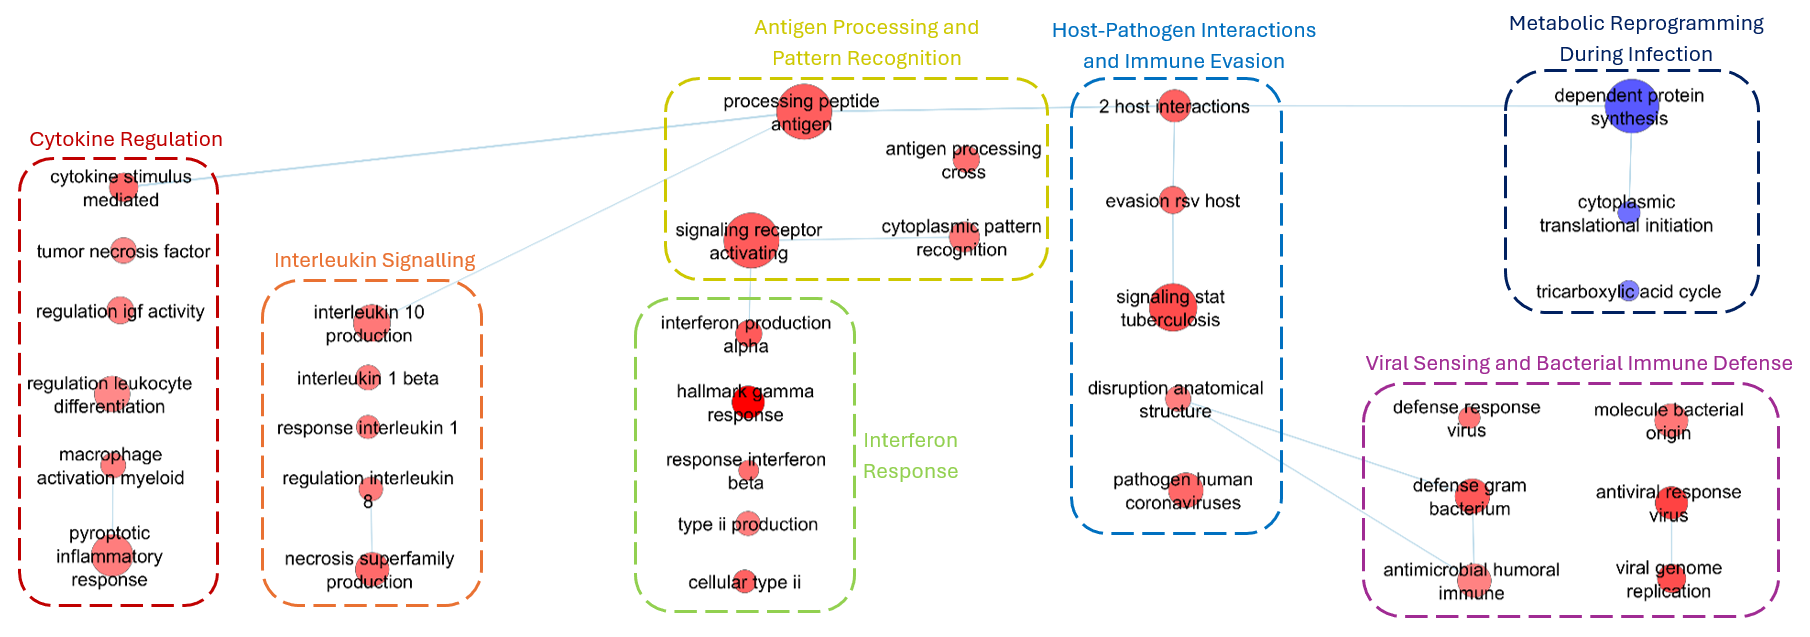 Cytokine Regulation
cytokine stimulus
mediated
tumor necrosis factor
regulation igf activity
regulation leukocyte
differentiation
macrophage
activation myeloid
pyroptotic
inflammatory
response
Interleukin Signalling
interleukin 10
production
interleukin 1 beta
response interleukin 1
regulation interleukin
8
necrosis superfamily
production
Antigen Processing and
Pattern Recognition
processing peptide
antigen
antigen processing
cross
signaling receptor
activating
cytoplasmic pattern
recognition
interferon production
alpha
hallmark gamma
response
response interferon
beta
type ii production
cellular type ii
Interferon
Response
Host-Pathogen Interactions
and Immune Evasion
2 host interactions
evasion rsv host
signaling stat
tuberculosis
disruption anatomical
structure
pathogen human
coronaviruses
Metabolic Reprogramming
During Infection
dependent protein
synthesis
cytoplasmic
translational initiation
tricarboxylic acid cycle
Viral Sensing and Bacterial Immune Defense
defense response
virus
molecule bacterial
origin
defense gram
bacterium
antiviral response
virus
antimicrobial humoral
immune
viral genome
replication